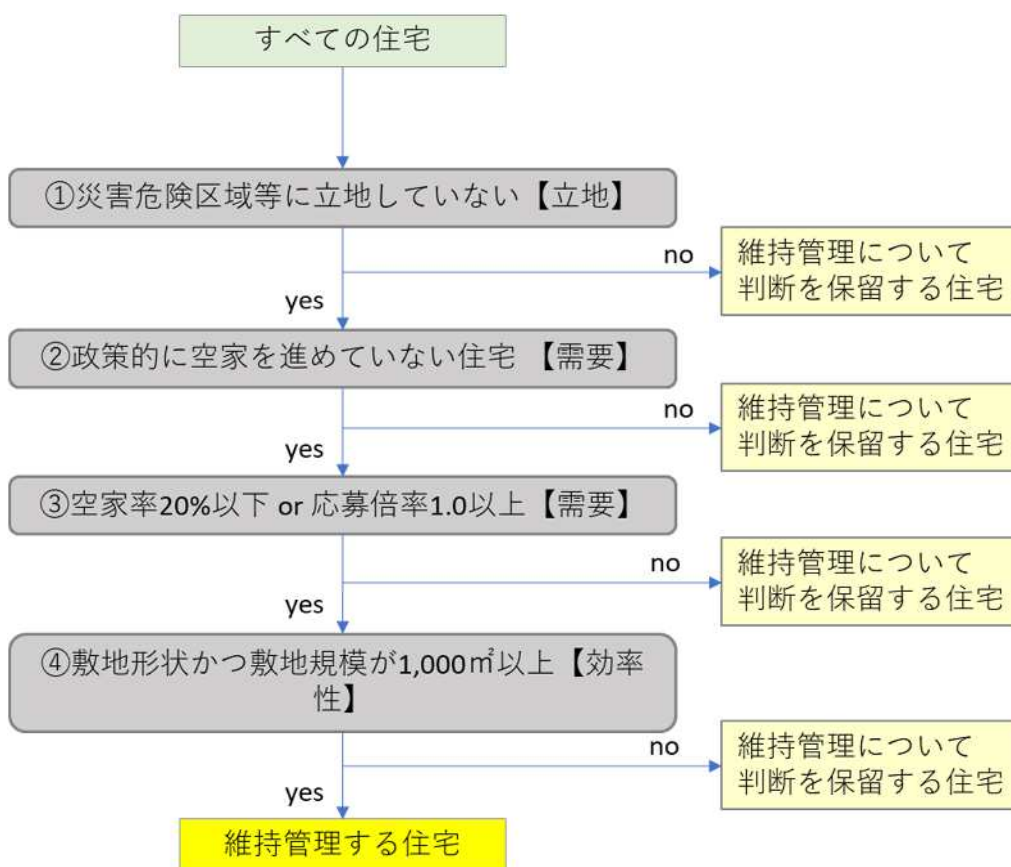 すべての住宅
①災害危険区域等に立地していない【立地】
no
維持管理について
判断を保留する住宅
yes
②政策的に空家を進めていない住宅 【需要】
no
維持管理について
判断を保留する住宅
yes
③空家率20%以下 or 応募倍率1.0以上【需要】
no
維持管理について
判断を保留する住宅
yes
④敷地形状かつ敷地規模が1,000㎡以上【効率
性】
no
維持管理について
判断を保留する住宅
yes
維持管理する住宅